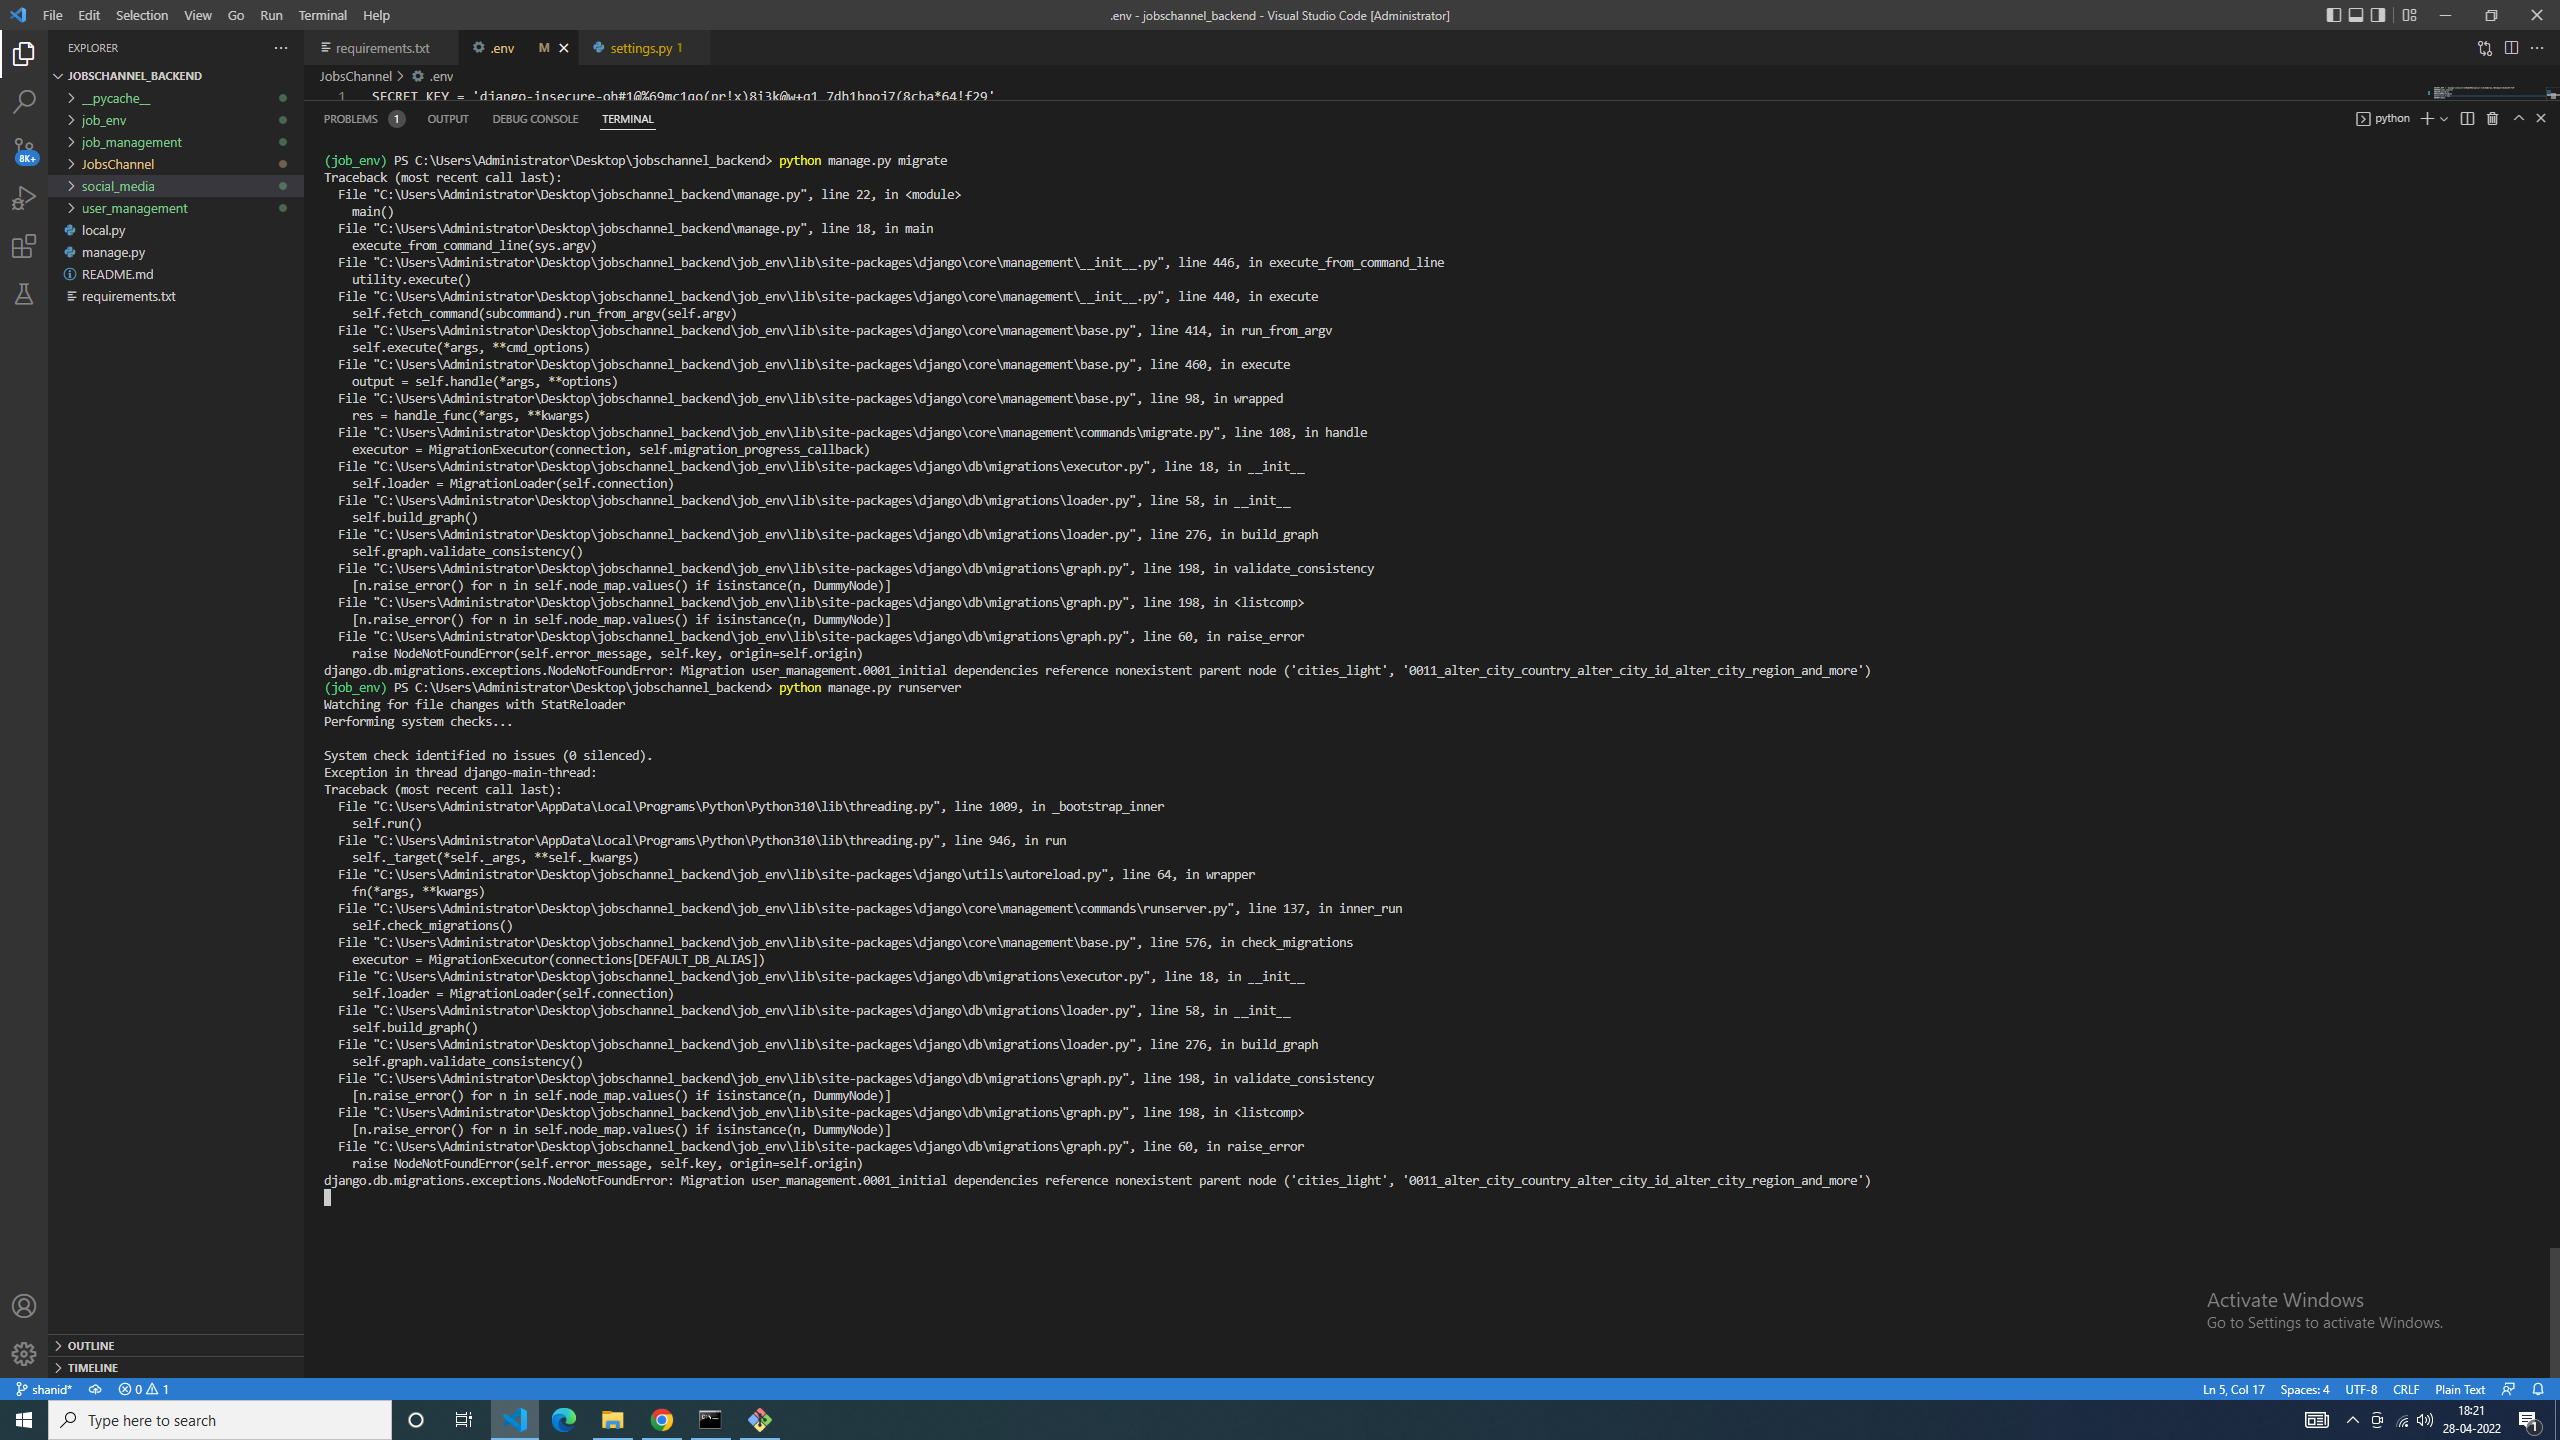 File Edit Selection View Go Run Terminal Help
.env - jobschannel_backend - Visual Studio Code [Administrator]
EXPLORER
JOBSCHANNEL_BACKEND
__pycache__
job_env
job_management
JobsChannel
social_media
user_management
local.py
manage.py
README.md
requirements.txt
OUTLINE
TIMELINE
8K+
requirements.txt
.env M
settings.py 1
JobsChannel > .env
PROBLEMS 1 OUTPUT DEBUG CONSOLE TERMINAL
python
(job_env) PS C:\Users\Administrator\Desktop\jobschannel_backend> python manage.py migrate
Traceback (most recent call last):
File "C:\Users\Administrator\Desktop\jobschannel_backend\manage.py", line 22, in <module>
main()
File "C:\Users\Administrator\Desktop\jobschannel_backend\manage.py", line 18, in main
execute_from_command_line(sys.argv)
File "C:\Users\Administrator\Desktop\jobschannel_backend\job_env\lib\site-packages\django\core\management\__init__.py", line 446, in execute_from_command_line
utility.execute()
File "C:\Users\Administrator\Desktop\jobschannel_backend\job_env\lib\site-packages\django\core\management\__init__.py", line 440, in execute
self.fetch_command(subcommand).run_from_argv(self.argv)
File "C:\Users\Administrator\Desktop\jobschannel_backend\job_env\lib\site-packages\django\core\management\base.py", line 414, in run_from_argv
self.execute(*args, **cmd_options)
File "C:\Users\Administrator\Desktop\jobschannel_backend\job_env\lib\site-packages\django\core\management\base.py", line 460, in execute
output = self.handle(*args, **options)
File "C:\Users\Administrator\Desktop\jobschannel_backend\job_env\lib\site-packages\django\core\management\base.py", line 98, in wrapped
res = handle_func(*args, **kwargs)
File "C:\Users\Administrator\Desktop\jobschannel_backend\job_env\lib\site-packages\django\core\management\commands\migrate.py", line 108, in handle
executor = MigrationExecutor(connection, self.migration_progress_callback)
File "C:\Users\Administrator\Desktop\jobschannel_backend\job_env\lib\site-packages\django\db\migrations\executor.py", line 18, in __init__
self.loader = MigrationLoader(self.connection)
File "C:\Users\Administrator\Desktop\jobschannel_backend\job_env\lib\site-packages\django\db\migrations\loader.py", line 58, in __init__
self.build_graph()
File "C:\Users\Administrator\Desktop\jobschannel_backend\job_env\lib\site-packages\django\db\migrations\loader.py", line 276, in build_graph
self.graph.validate_consistency()
File "C:\Users\Administrator\Desktop\jobschannel_backend\job_env\lib\site-packages\django\db\migrations\graph.py", line 198, in validate_consistency
[n.raise_error() for n in self.node_map.values() if isinstance(n, DummyNode)]
File "C:\Users\Administrator\Desktop\jobschannel_backend\job_env\lib\site-packages\django\db\migrations\graph.py", line 198, in <listcomp>
[n.raise_error() for n in self.node_map.values() if isinstance(n, DummyNode)]
File "C:\Users\Administrator\Desktop\jobschannel_backend\job_env\lib\site-packages\django\db\migrations\graph.py", line 60, in raise_error
raise NodeNotFoundError(self.error_message, self.key, origin=self.origin)
django.db.migrations.exceptions.NodeNotFoundError: Migration user_management.0001_initial dependencies reference nonexistent parent node ('cities_light', '0011_alter_city_country_alter_city_id_alter_city_region_and_more')
(job_env) PS C:\Users\Administrator\Desktop\jobschannel_backend> python manage.py runserver
Watching for file changes with StatReloader
Performing system checks...
System check identified no issues (0 silenced).
Exception in thread django-main-thread:
Traceback (most recent call last):
File "C:\Users\Administrator\AppData\Local\Programs\Python\Python310\lib\threading.py", line 1009, in _bootstrap_inner
self.run()
File "C:\Users\Administrator\AppData\Local\Programs\Python\Python310\lib\threading.py", line 946, in run
self._target(*self._args, **self._kwargs)
File "C:\Users\Administrator\Desktop\jobschannel_backend\job_env\lib\site-packages\django\utils\autoreload.py", line 64, in wrapper
fn(*args, **kwargs)
File "C:\Users\Administrator\Desktop\jobschannel_backend\job_env\lib\site-packages\django\core\management\commands\runserver.py", line 137, in inner_run
self.check_migrations()
File "C:\Users\Administrator\Desktop\jobschannel_backend\job_env\lib\site-packages\django\core\management\base.py", line 576, in check_migrations
executor = MigrationExecutor(connections[DEFAULT_DB_ALIAS])
File "C:\Users\Administrator\Desktop\jobschannel_backend\job_env\lib\site-packages\django\db\migrations\executor.py", line 18, in __init__
self.loader = MigrationLoader(self.connection)
File "C:\Users\Administrator\Desktop\jobschannel_backend\job_env\lib\site-packages\django\db\migrations\loader.py", line 58, in __init__
self.build_graph()
File "C:\Users\Administrator\Desktop\jobschannel_backend\job_env\lib\site-packages\django\db\migrations\loader.py", line 276, in build_graph
self.graph.validate_consistency()
File "C:\Users\Administrator\Desktop\jobschannel_backend\job_env\lib\site-packages\django\db\migrations\graph.py", line 198, in validate_consistency
[n.raise_error() for n in self.node_map.values() if isinstance(n, DummyNode)]
File "C:\Users\Administrator\Desktop\jobschannel_backend\job_env\lib\site-packages\django\db\migrations\graph.py", line 198, in <listcomp>
[n.raise_error() for n in self.node_map.values() if isinstance(n, DummyNode)]
File "C:\Users\Administrator\Desktop\jobschannel_backend\job_env\lib\site-packages\django\db\migrations\graph.py", line 60, in raise_error
raise NodeNotFoundError(self.error_message, self.key, origin=self.origin)
django.db.migrations.exceptions.NodeNotFoundError: Migration user_management.0001_initial dependencies reference nonexistent parent node ('cities_light', '0011_alter_city_country_alter_city_id_alter_city_region_and_more')
Activate Windows
Go to Settings to activate Windows.
shanid* 0 1
Ln 5, Col 17 Spaces: 4 UTF-8 CRLF Plain Text
Type here to search
18:21
28-04-2022
1